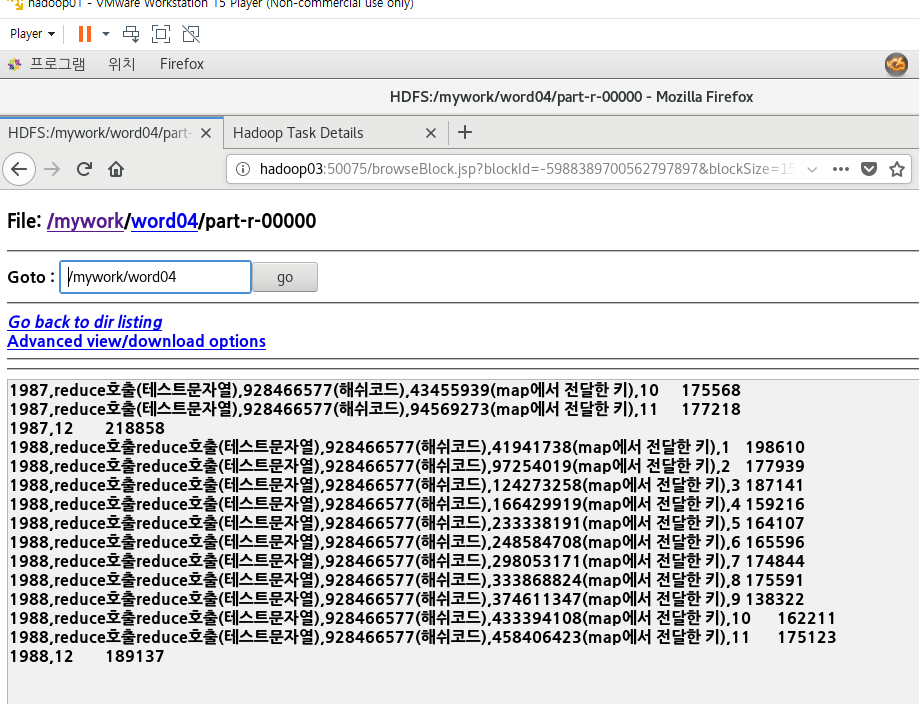 hadoop01 - VMware Workstation 15 Player (Non-commercial use only)
Player
프로그램 위치 Firefox
HDFS:/mywork/word04/part-r-00000 - Mozilla Firefox
HDFS:/mywork/word04/part- Hadoop Task Details
hadoop03:50075/browseBlock.jsp?blockId=-5988389700562797897&blockSize=15
File: /mywork/word04/part-r-00000
Goto : /mywork/word04 go
Go back to dir listing
Advanced view/download options
1987,reduce호출(테스트문자열),928466577(해쉬코드),43455939(map에서 전달한 키),10 175568
1987,reduce호출(테스트문자열),928466577(해쉬코드),94569273(map에서 전달한 키),11 177218
1987,12 218858
1988,reduce호출reduce호출(테스트문자열),928466577(해쉬코드),41941738(map에서 전달한 키),1 198610
1988,reduce호출reduce호출(테스트문자열),928466577(해쉬코드),97254019(map에서 전달한 키),2 177939
1988,reduce호출reduce호출(테스트문자열),928466577(해쉬코드),124273258(map에서 전달한 키),3 187141
1988,reduce호출reduce호출(테스트문자열),928466577(해쉬코드),166429919(map에서 전달한 키),4 159216
1988,reduce호출reduce호출(테스트문자열),928466577(해쉬코드),233338191(map에서 전달한 키),5 164107
1988,reduce호출reduce호출(테스트문자열),928466577(해쉬코드),248584708(map에서 전달한 키),6 165596
1988,reduce호출reduce호출(테스트문자열),928466577(해쉬코드),298053171(map에서 전달한 키),7 174844
1988,reduce호출reduce호출(테스트문자열),928466577(해쉬코드),333868824(map에서 전달한 키),8 175591
1988,reduce호출reduce호출(테스트문자열),928466577(해쉬코드),374611347(map에서 전달한 키),9 138322
1988,reduce호출reduce호출(테스트문자열),928466577(해쉬코드),433394108(map에서 전달한 키),10 162211
1988,reduce호출reduce호출(테스트문자열),928466577(해쉬코드),458406423(map에서 전달한 키),11 175123
1988,12 189137